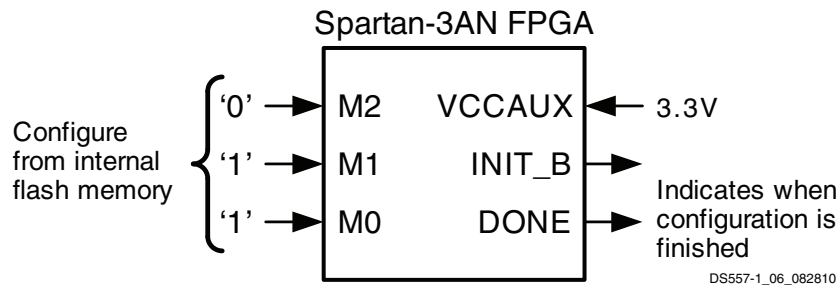 Spartan-3AN FPGA
Configure
from internal
flash memory
‘0’ M2 VCCAUX 3.3V
‘1’ M1 INIT_B
‘1’ M0 DONE
Indicates when
configuration is
finished
DS557-1_06_082810